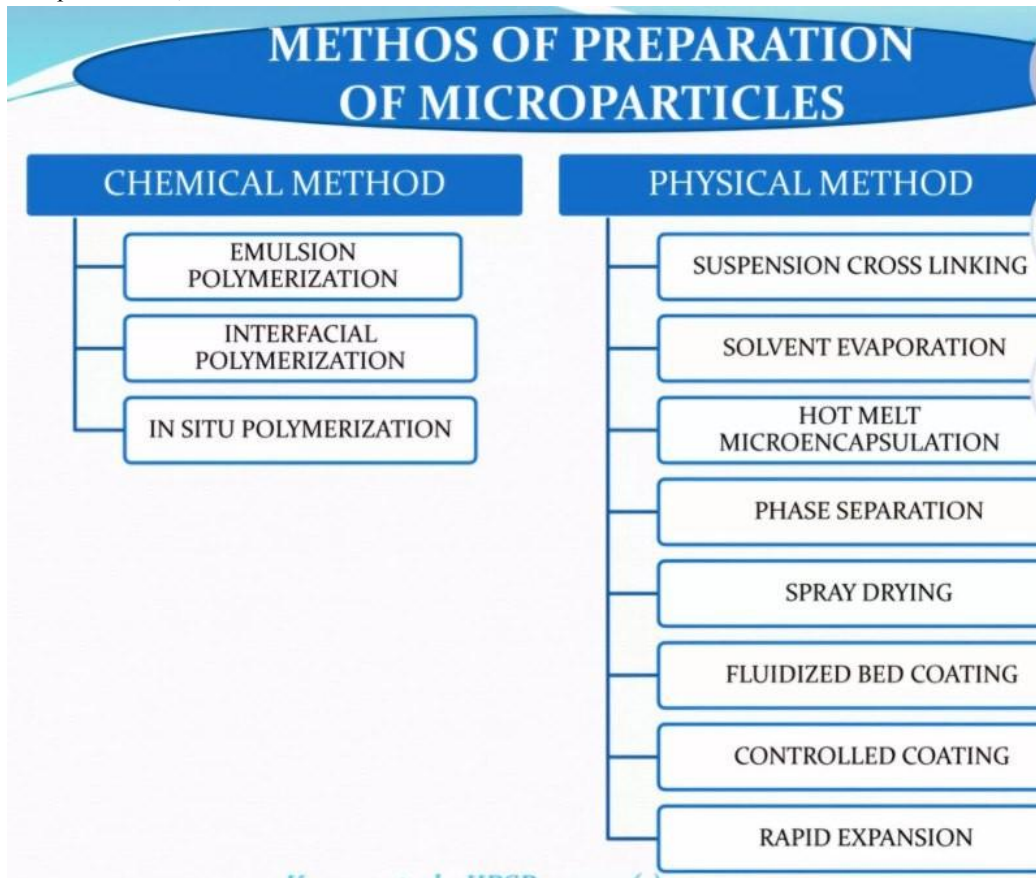 METHOS OF PREPARATION
OF MICROPARTICLES
CHEMICAL METHOD
EMULSION
POLYMERIZATION
INTERFACIAL
POLYMERIZATION
IN SITU POLYMERIZATION
PHYSICAL METHOD
SUSPENSION CROSS LINKING
SOLVENT EVAPORATION
HOT MELT
MICROENCAPSULATION
PHASE SEPARATION
SPRAY DRYING
FLUIDIZED BED COATING
CONTROLLED COATING
RAPID EXPANSION